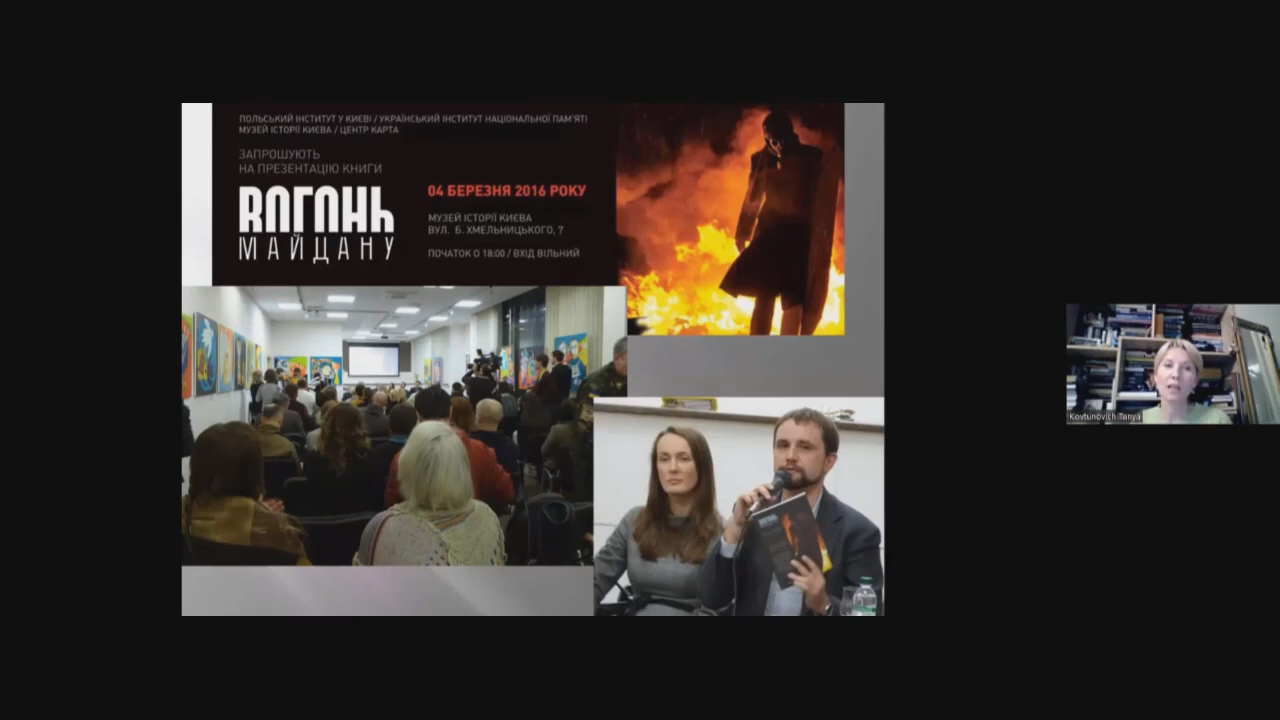 ПОЛЬСЬКИЙ ІНСТИТУТ У КИЄВІ / УКРАЇНСЬКИЙ ІНСТИТУТ НАЦІОНАЛЬНОЇ ПАМ'ЯТІ
МУЗЕЙ ІСТОРІЇ КИЄВА / ЦЕНТР КАРТА
ЗАПРОШУЮТЬ
НА ПРЕЗЕНТАЦІЮ КНИГИ
ВОГОНЬ
МАЙДАНУ
04 БЕРЕЗНЯ 2016 РОКУ
МУЗЕЙ ІСТОРІЇ КИЄВА
ВУЛ. Б. ХМЕЛЬНИЦЬКОГО, 7
ПОЧАТОК О 18:00 / ВХІД ВІЛЬНИЙ
ВОГОНЬ
Kovtunovich Tanya